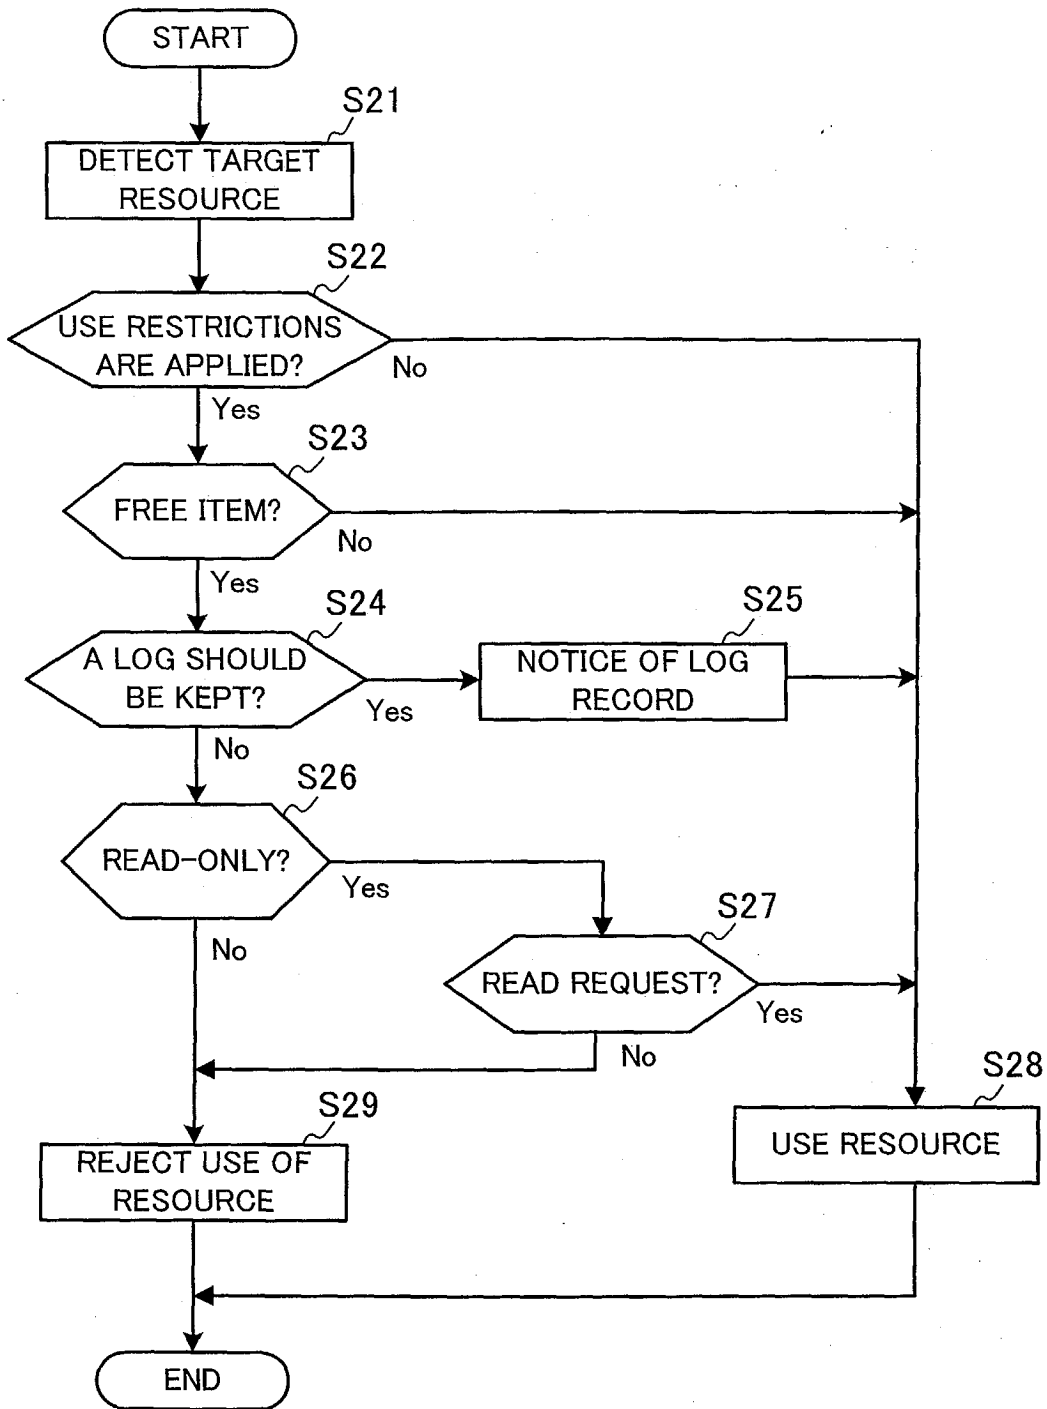 START
S21
DETECT TARGET
RESOURCE
S22
USE RESTRICTIONS
ARE APPLIED?
No
Yes
S23
FREE ITEM?
No
Yes
S24
A LOG SHOULD
BE KEPT?
Yes
No
S25
NOTICE OF LOG
RECORD
S26
READ-ONLY?
Yes
No
S27
READ REQUEST?
Yes
No
S28
USE RESOURCE
S29
REJECT USE OF
RESOURCE
END